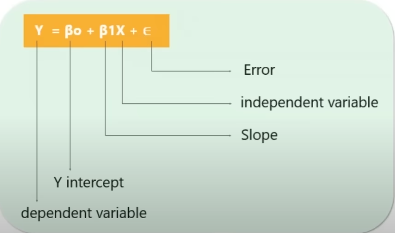 Y = βo + β1X + ϵ
Error
independent variable
Slope
Y intercept
dependent variable